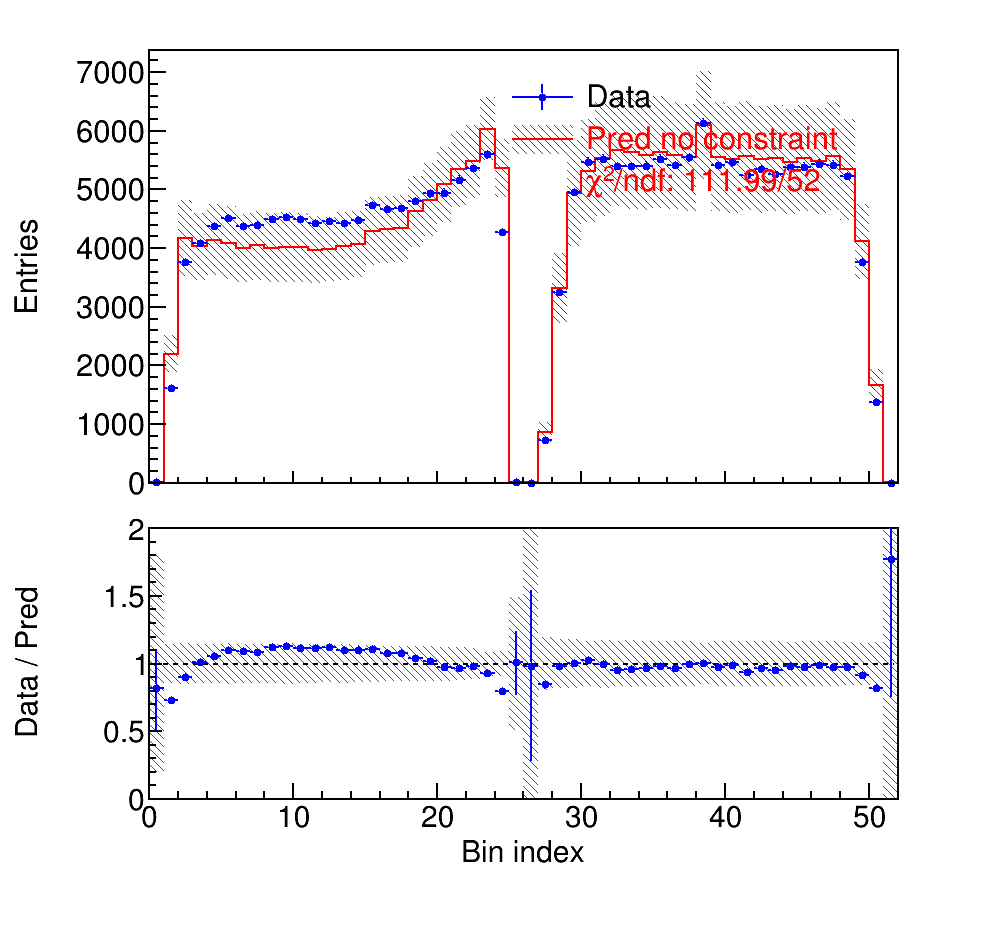 7000
6000
5000
4000
3000
2000
1000
0
Entries
Data
Pred no constraint
χ²/ndf: 111.99/52
2
1.5
1
0.5
0
Data / Pred
0 10 20 30 40 50
Bin index